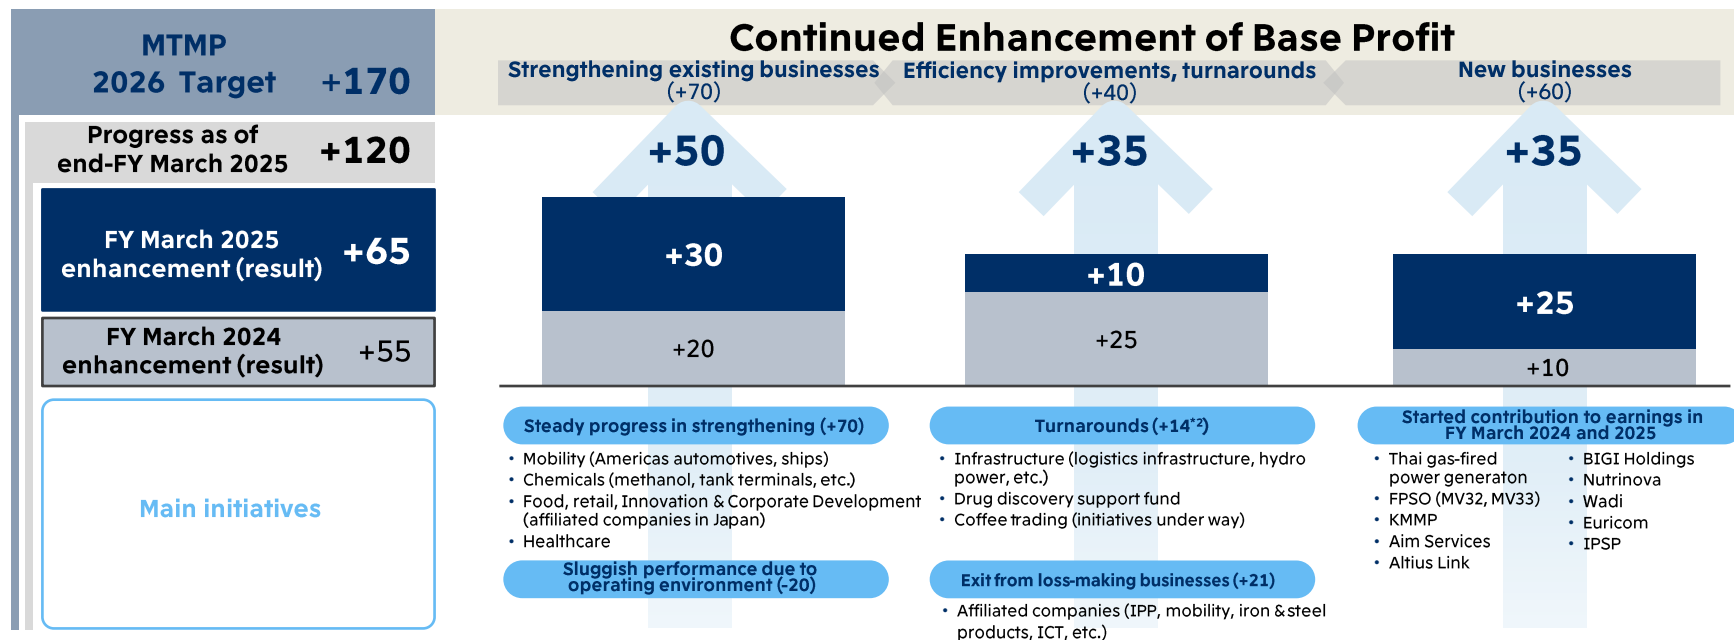 MTMP
2026 Target +170
Continued Enhancement of Base Profit
Strengthening existing businesses
(+70)
Efficiency improvements, turnarounds
(+40)
New businesses
(+60)
Progress as of
end-FY March 2025 +120
+50
+35
+35
FY March 2025
enhancement (result) +65
+30
+10
+25
FY March 2024
enhancement (result) +55
+20
+25
+10
Main initiatives
Steady progress in strengthening (+70)
• Mobility (Americas automotives, ships)
• Chemicals (methanol, tank terminals, etc.)
• Food, retail, Innovation & Corporate Development
(affiliated companies in Japan)
• Healthcare
Sluggish performance due to
operating environment (-20)
Turnarounds (+14*2)
• Infrastructure (logistics infrastructure, hydro
power, etc.)
• Drug discovery support fund
• Coffee trading (initiatives under way)
Exit from loss-making businesses (+21)
• Affiliated companies (IPP, mobility, iron & steel
products, ICT, etc.)
Started contribution to earnings in
FY March 2024 and 2025
• Thai gas-fired
power generaton
• FPSO (MV32, MV33)
• KMMP
• Aim Services
• Altius Link
• BIGI Holdings
• Nutrinova
• Wadi
• Euricom
• IPSP